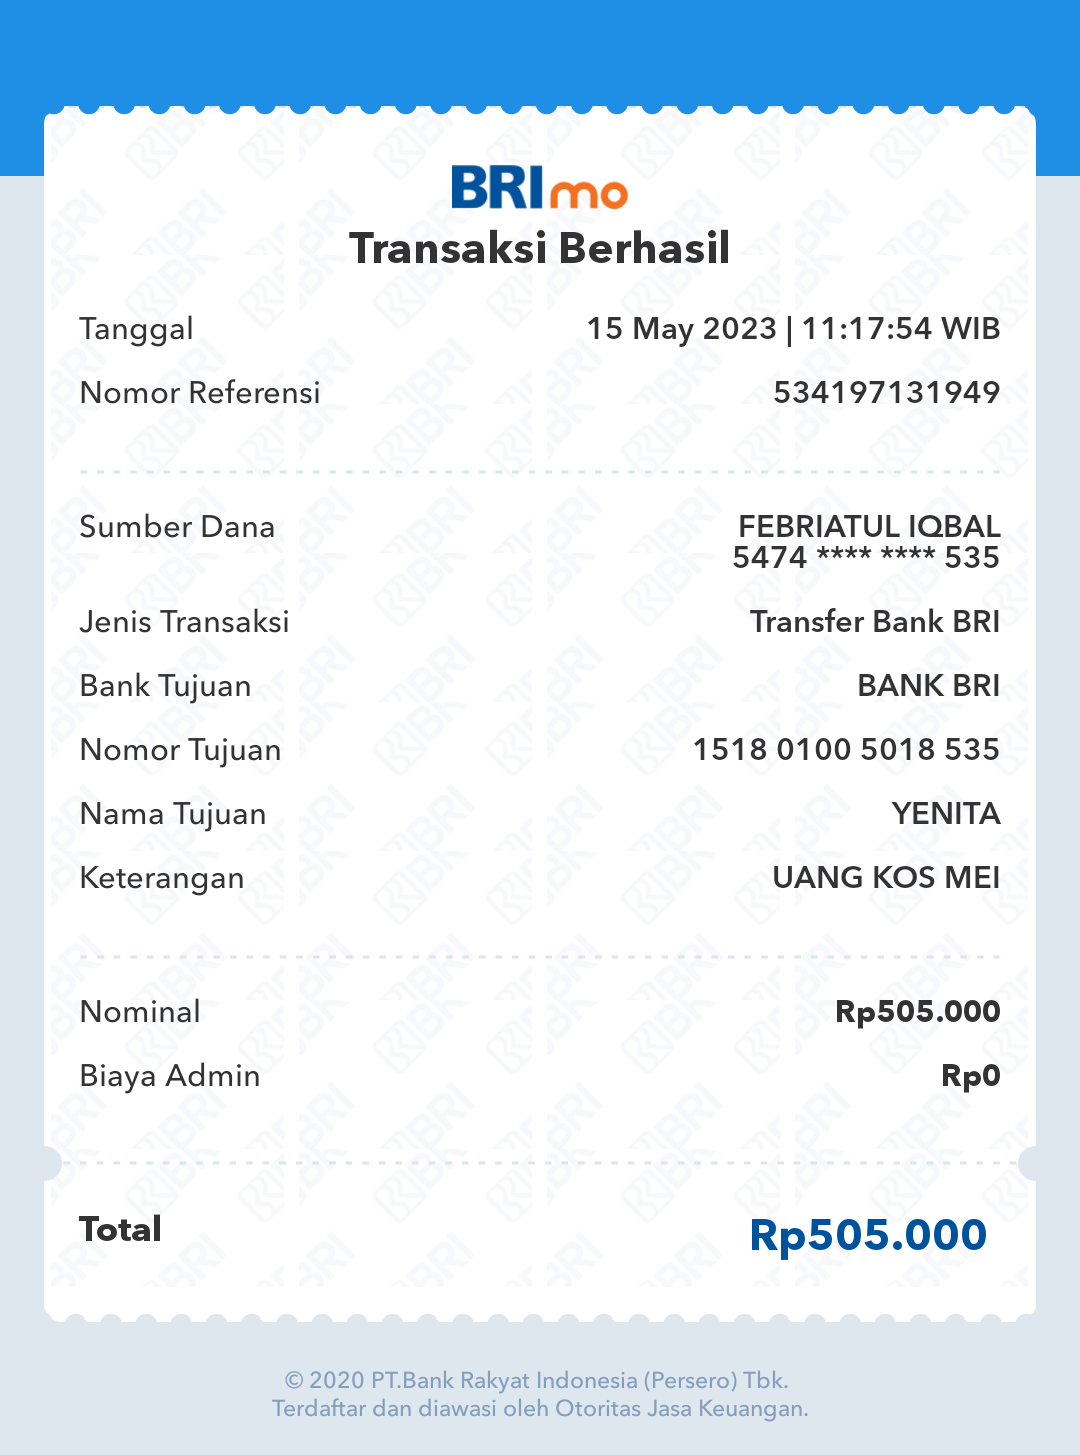 BRImo
Transaksi Berhasil
Tanggal 15 May 2023 | 11:17:54 WIB
Nomor Referensi 534197131949
Sumber Dana FEBRIATUL IQBAL
5474 **** **** 535
Jenis Transaksi Transfer Bank BRI
Bank Tujuan BANK BRI
Nomor Tujuan 1518 0100 5018 535
Nama Tujuan YENITA
Keterangan UANG KOS MEI
Nominal Rp505.000
Biaya Admin Rp0
Total Rp505.000
© 2020 PT.Bank Rakyat Indonesia (Persero) Tbk.
Terdaftar dan diawasi oleh Otoritas Jasa Keuangan.